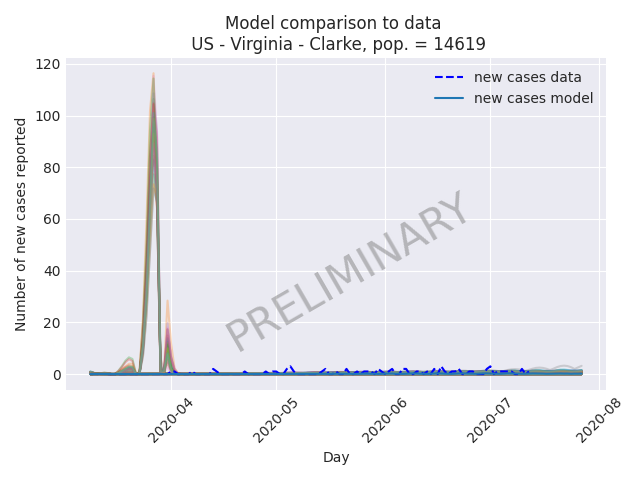 Model comparison to data
US - Virginia - Clarke, pop. = 14619
120
100
80
60
40
20
0
Number of new cases reported
new cases data
new cases model
PRELIMINARY
2020-04
2020-05
2020-06
2020-07
2020-08
Day